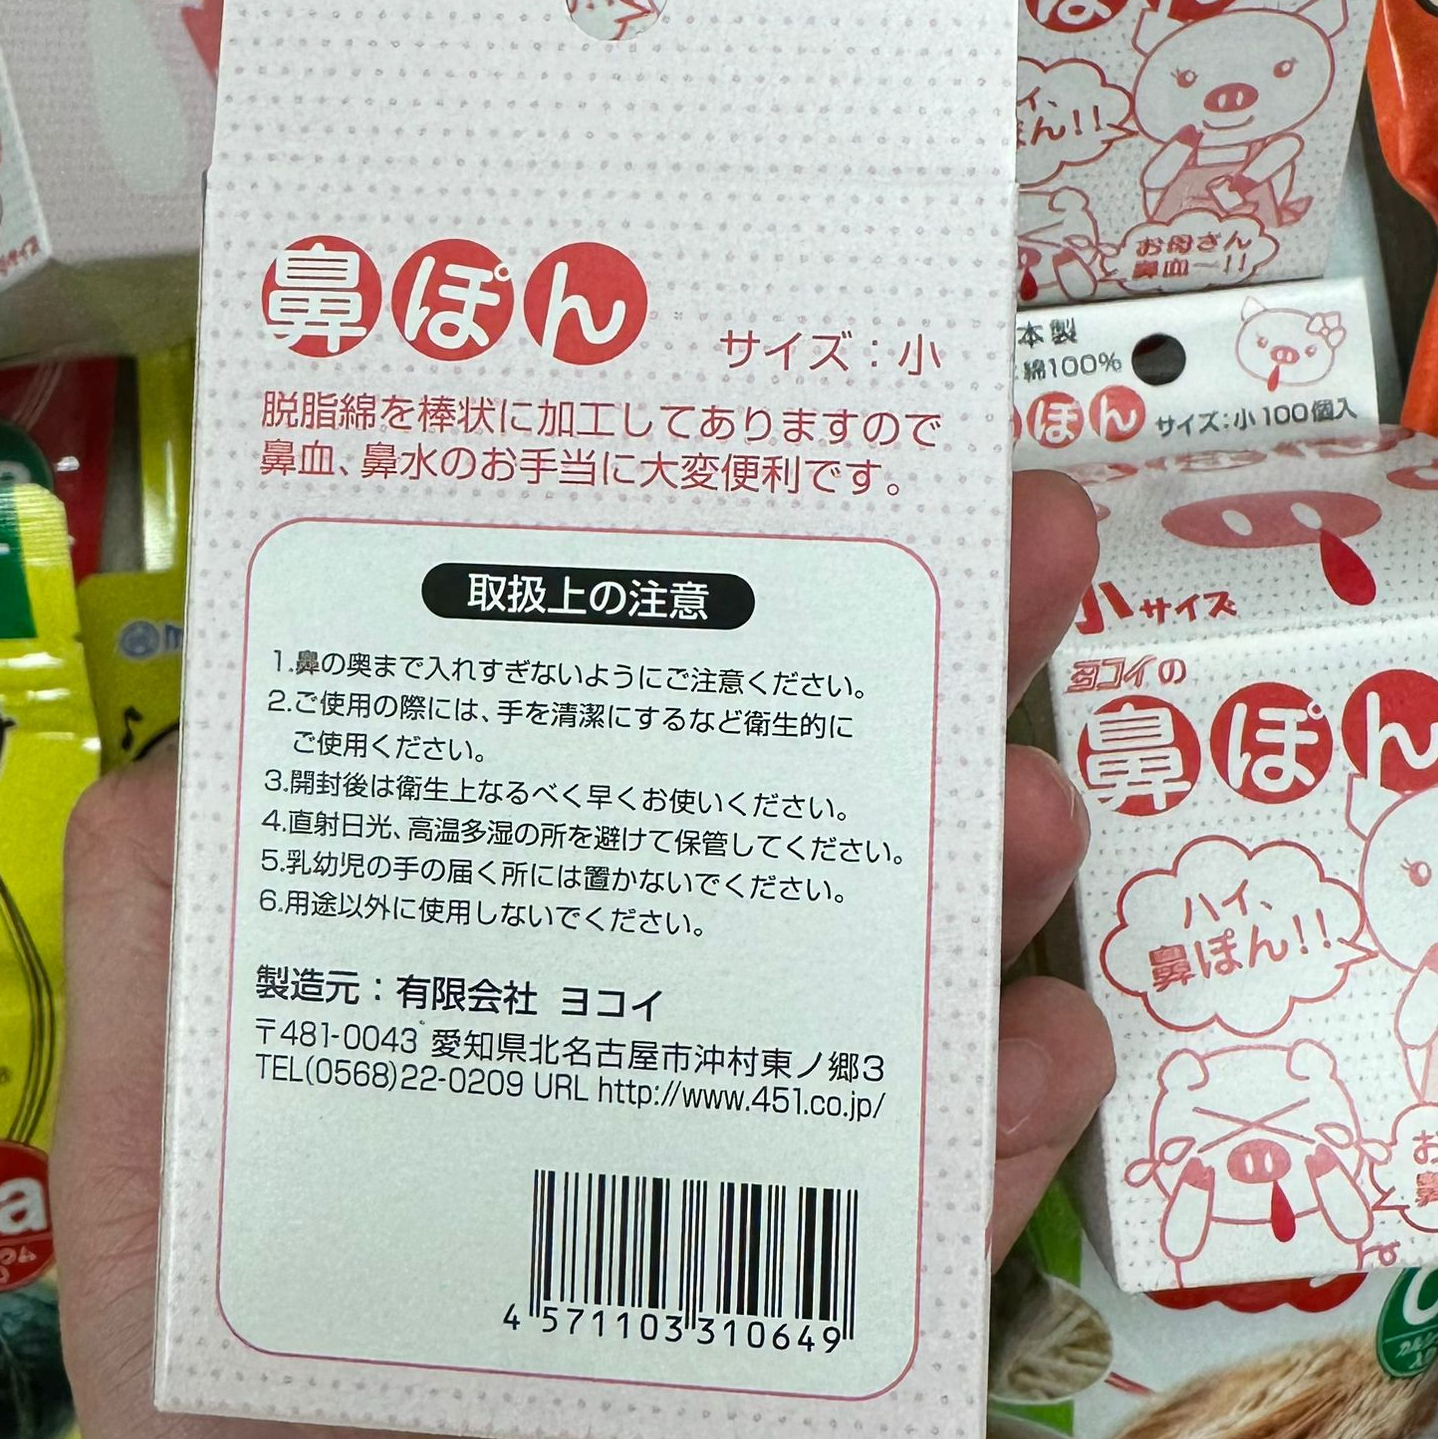 鼻ぽん
サイズ：小
脱脂綿を棒状に加工してありますので
鼻血、鼻水のお手当に大変便利です。
取扱上の注意
1.鼻の奥まで入れすぎないようにご注意ください。
2.ご使用の際には、手を清潔にするなど衛生的に
ご使用ください。
3.開封後は衛生上なるべく早くお使いください。
4.直射日光、高温多湿の所を避けて保管してください。
5.乳幼児の手の届く所には置かないでください。
6.用途以外に使用しないでください。
製造元：有限会社 ヨコイ
〒481-0043 愛知県北名古屋市沖村東ノ郷3
TEL(0568)22-0209 URL http://www.451.co.jp/
4 571103 310649
お母さん
鼻血ー!!
本製
綿100%
ぽん サイズ:小 100個入
小サイズ
ヨコイの
鼻ぽん
ハイ、
鼻ぽん!!